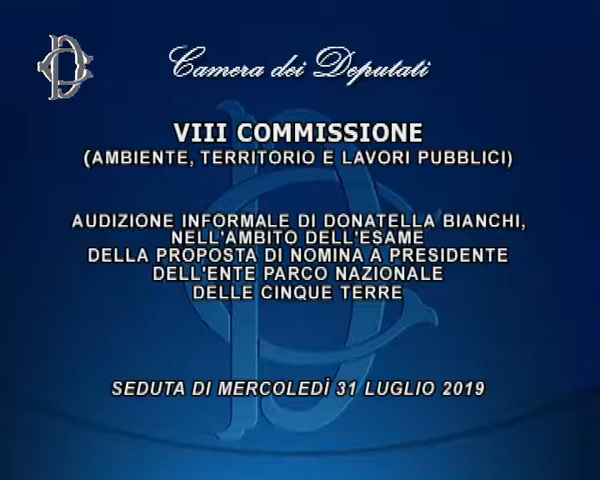 Camera dei Deputati
VIII COMMISSIONE
(AMBIENTE, TERRITORIO E LAVORI PUBBLICI)
AUDIZIONE INFORMALE DI DONATELLA BIANCHI,
NELL'AMBITO DELL'ESAME
DELLA PROPOSTA DI NOMINA A PRESIDENTE
DELL'ENTE PARCO NAZIONALE
DELLE CINQUE TERRE
SEDUTA DI MERCOLEDÌ 31 LUGLIO 2019